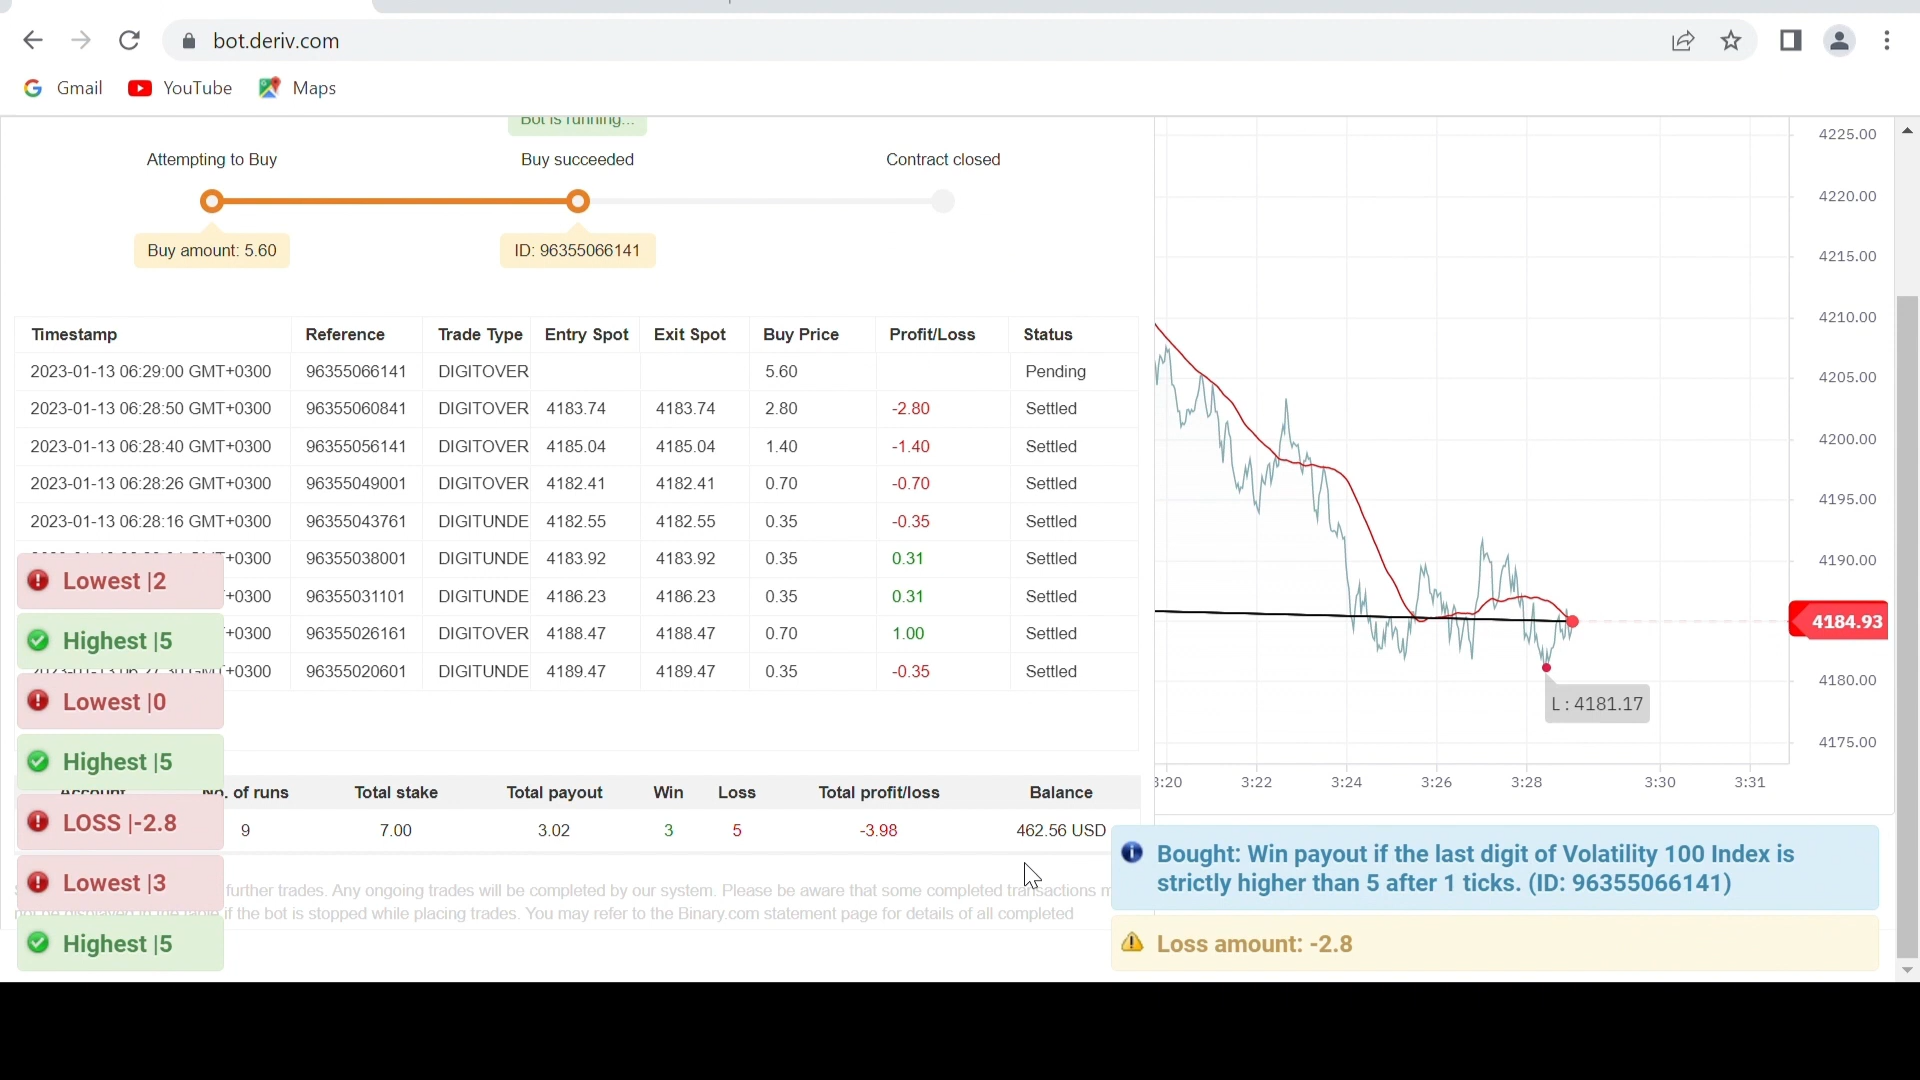 bot.deriv.com
Gmail YouTube Maps
Bot is running...
Attempting to Buy Buy succeeded Contract closed
Buy amount: 5.60 ID: 96355066141
Timestamp Reference Trade Type Entry Spot Exit Spot Buy Price Profit/Loss Status
2023-01-13 06:29:00 GMT+0300 96355066141 DIGITOVER 5.60 Pending
2023-01-13 06:28:50 GMT+0300 96355060841 DIGITOVER 4183.74 4183.74 2.80 -2.80 Settled
2023-01-13 06:28:40 GMT+0300 96355056141 DIGITOVER 4185.04 4185.04 1.40 -1.40 Settled
2023-01-13 06:28:26 GMT+0300 96355049001 DIGITOVER 4182.41 4182.41 0.70 -0.70 Settled
2023-01-13 06:28:16 GMT+0300 96355043761 DIGITUNDE 4182.55 4182.55 0.35 -0.35 Settled
+0300 96355038001 DIGITUNDE 4183.92 4183.92 0.35 0.31 Settled
+0300 96355031101 DIGITUNDE 4186.23 4186.23 0.35 0.31 Settled
+0300 96355026161 DIGITOVER 4188.47 4188.47 0.70 1.00 Settled
+0300 96355020601 DIGITUNDE 4189.47 4189.47 0.35 -0.35 Settled
Lowest |2
Highest |5
Lowest |0
Highest |5
LOSS |-2.8
Lowest |3
Highest |5
Account No. of runs Total stake Total payout Win Loss Total profit/loss Balance
9 7.00 3.02 3 5 -3.98 462.56 USD
further trades. Any ongoing trades will be completed by our system. Please be aware that some completed transactions m
if the bot is stopped while placing trades. You may refer to the Binary.com statement page for details of all completed
4225.00
4220.00
4215.00
4210.00
4205.00
4200.00
4195.00
4190.00
4184.93
4180.00
4175.00
L : 4181.17
3:20 3:22 3:24 3:26 3:28 3:30 3:31
Bought: Win payout if the last digit of Volatility 100 Index is
strictly higher than 5 after 1 ticks. (ID: 96355066141)
Loss amount: -2.8